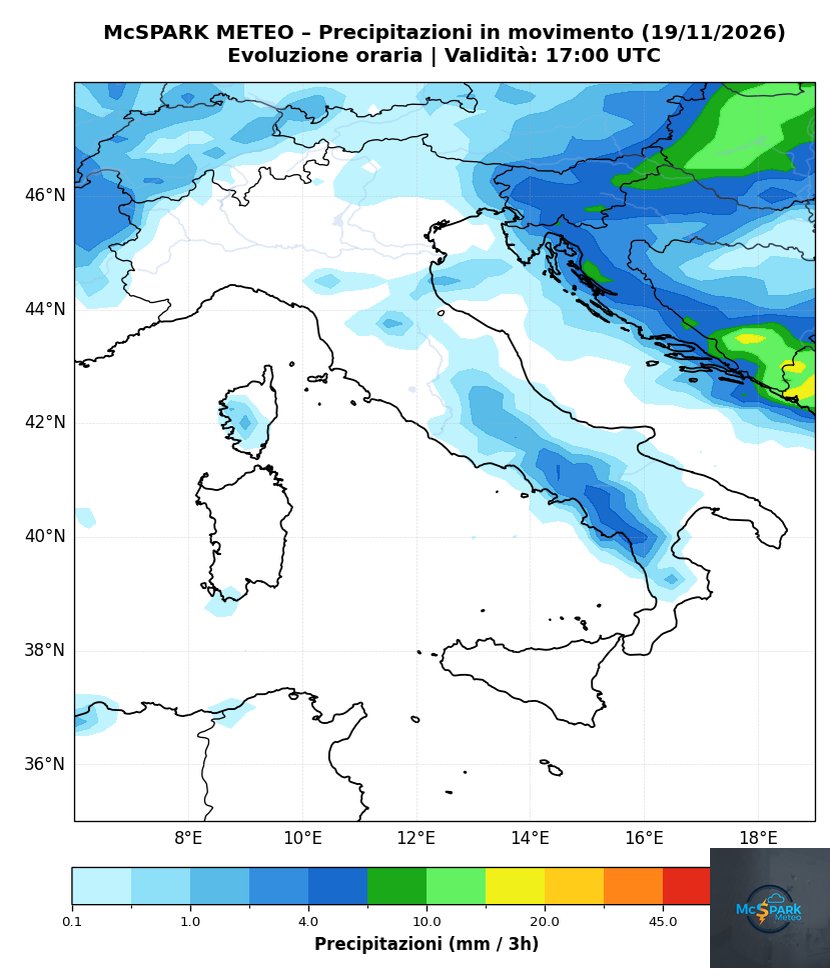 McSPARK METEO – Precipitazioni in movimento (19/11/2026)
Evoluzione oraria | Validità: 17:00 UTC
46°N
44°N
42°N
40°N
38°N
36°N
8°E 10°E 12°E 14°E 16°E 18°E
0.1 1.0 4.0 10.0 20.0 45.0
Precipitazioni (mm / 3h)
McSPARK
Meteo